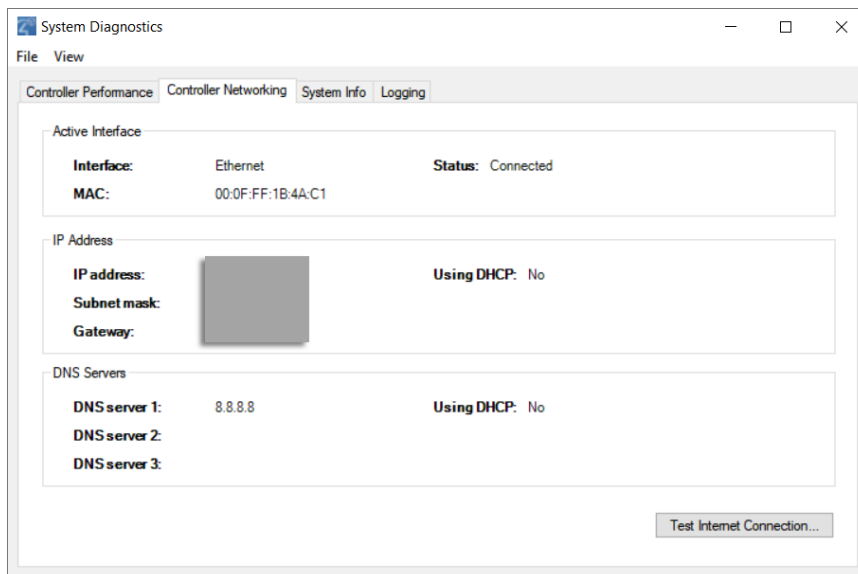 System Diagnostics
File View
Controller Performance Controller Networking System Info Logging
Active Interface
Interface: Ethernet Status: Connected
MAC: 00:0F:FF:1B:4A:C1
IP Address
IP address: Using DHCP: No
Subnet mask:
Gateway:
DNS Servers
DNS server 1: 8.8.8.8 Using DHCP: No
DNS server 2:
DNS server 3:
Test Internet Connection...